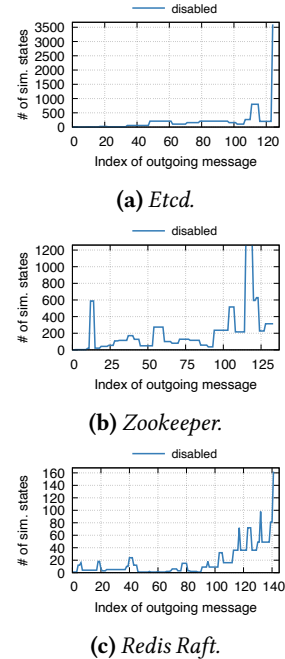 disabled
# of sim. states
3500
3000
2500
2000
1500
1000
500
0
0 20 40 60 80 100 120
Index of outgoing message
(a) Etcd.
disabled
# of sim. states
1200
1000
800
600
400
200
0
0 25 50 75 100 125
Index of outgoing message
(b) Zookeeper.
disabled
# of sim. states
160
140
120
100
80
60
40
20
0
0 20 40 60 80 100 120 140
Index of outgoing message
(c) Redis Raft.